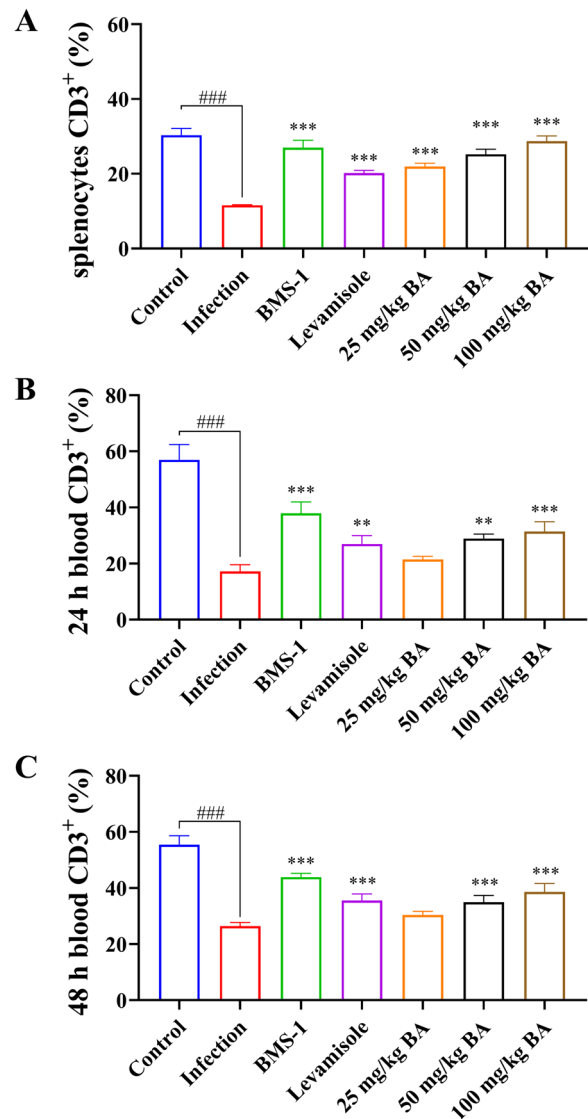 A
splenocytes CD3⁺ (%)
60
40
20
0
###
***
***
***
***
***
Control
Infection
BMS-1
Levamisole
25 mg/kg BA
50 mg/kg BA
100 mg/kg BA
B
24 h blood CD3⁺ (%)
80
60
40
20
0
###
***
**
**
***
Control
Infection
BMS-1
Levamisole
25 mg/kg BA
50 mg/kg BA
100 mg/kg BA
C
48 h blood CD3⁺ (%)
80
60
40
20
0
###
***
***
***
***
Control
Infection
BMS-1
Levamisole
25 mg/kg BA
50 mg/kg BA
100 mg/kg BA